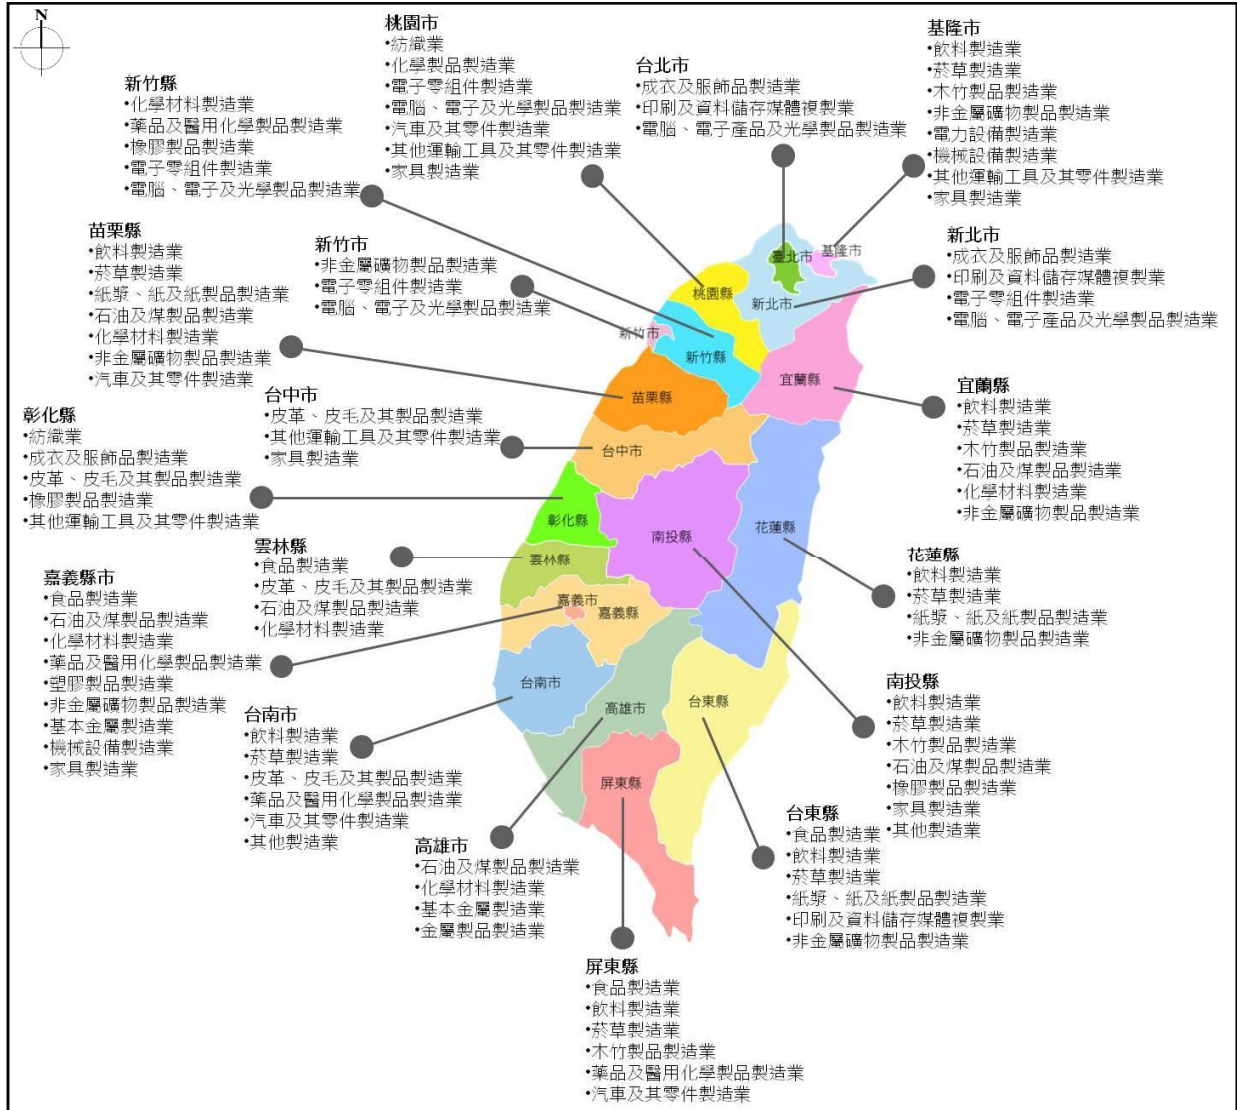 N
桃園市
•紡織業
•化學製品製造業
•電子零組件製造業
•電腦、電子及光學製品製造業
•汽車及其零件製造業
•其他運輸工具及其零件製造業
•家具製造業
基隆市
•飲料製造業
•菸草製造業
•木竹製品製造業
•非金屬礦物製品製造業
•電力設備製造業
•機械設備製造業
•其他運輸工具及其零件製造業
•家具製造業
台北市
•成衣及服飾品製造業
•印刷及資料儲存媒體複製業
•電腦、電子產品及光學製品製造業
新竹縣
•化學材料製造業
•藥品及醫用化學製品製造業
•橡膠製品製造業
•電子零組件製造業
•電腦、電子及光學製品製造業
苗栗縣
•飲料製造業
•菸草製造業
•紙漿、紙及紙製品製造業
•石油及煤製品製造業
•化學材料製造業
•非金屬礦物製品製造業
•汽車及其零件製造業
新竹市
•非金屬礦物製品製造業
•電子零組件製造業
•電腦、電子及光學製品製造業
新北市
•成衣及服飾品製造業
•印刷及資料儲存媒體複製業
•電子零組件製造業
•電腦、電子產品及光學製品製造業
臺北市
基隆市
桃園縣
新北市
新竹市
新竹縣
宜蘭縣
苗栗縣
台中市
彰化縣
南投縣
花蓮縣
雲林縣
嘉義市
嘉義縣
台南市
高雄市
台東縣
屏東縣
宜蘭縣
•飲料製造業
•菸草製造業
•木竹製品製造業
•石油及煤製品製造業
•化學材料製造業
•非金屬礦物製品製造業
台中市
•皮革、皮毛及其製品製造業
•其他運輸工具及其零件製造業
•家具製造業
彰化縣
•紡織業
•成衣及服飾品製造業
•皮革、皮毛及其製品製造業
•橡膠製品製造業
•其他運輸工具及其零件製造業
雲林縣
•食品製造業
•皮革、皮毛及其製品製造業
•石油及煤製品製造業
•化學材料製造業
花蓮縣
•飲料製造業
•菸草製造業
•紙漿、紙及紙製品製造業
•非金屬礦物製品製造業
嘉義縣市
•食品製造業
•石油及煤製品製造業
•化學材料製造業
•藥品及醫用化學製品製造業
•塑膠製品製造業
•非金屬礦物製品製造業
•基本金屬製造業
•機械設備製造業
•家具製造業
南投縣
•飲料製造業
•菸草製造業
•木竹製品製造業
•石油及煤製品製造業
•橡膠製品製造業
•家具製造業
•其他製造業
台南市
•飲料製造業
•菸草製造業
•皮革、皮毛及其製品製造業
•藥品及醫用化學製品製造業
•汽車及其零件製造業
•其他製造業
台東縣
•食品製造業
•飲料製造業
•菸草製造業
•紙漿、紙及紙製品製造業
•印刷及資料儲存媒體複製業
•非金屬礦物製品製造業
高雄市
•石油及煤製品製造業
•化學材料製造業
•基本金屬製造業
•金屬製品製造業
屏東縣
•食品製造業
•飲料製造業
•菸草製造業
•木竹製品製造業
•藥品及醫用化學製品製造業
•汽車及其零件製造業